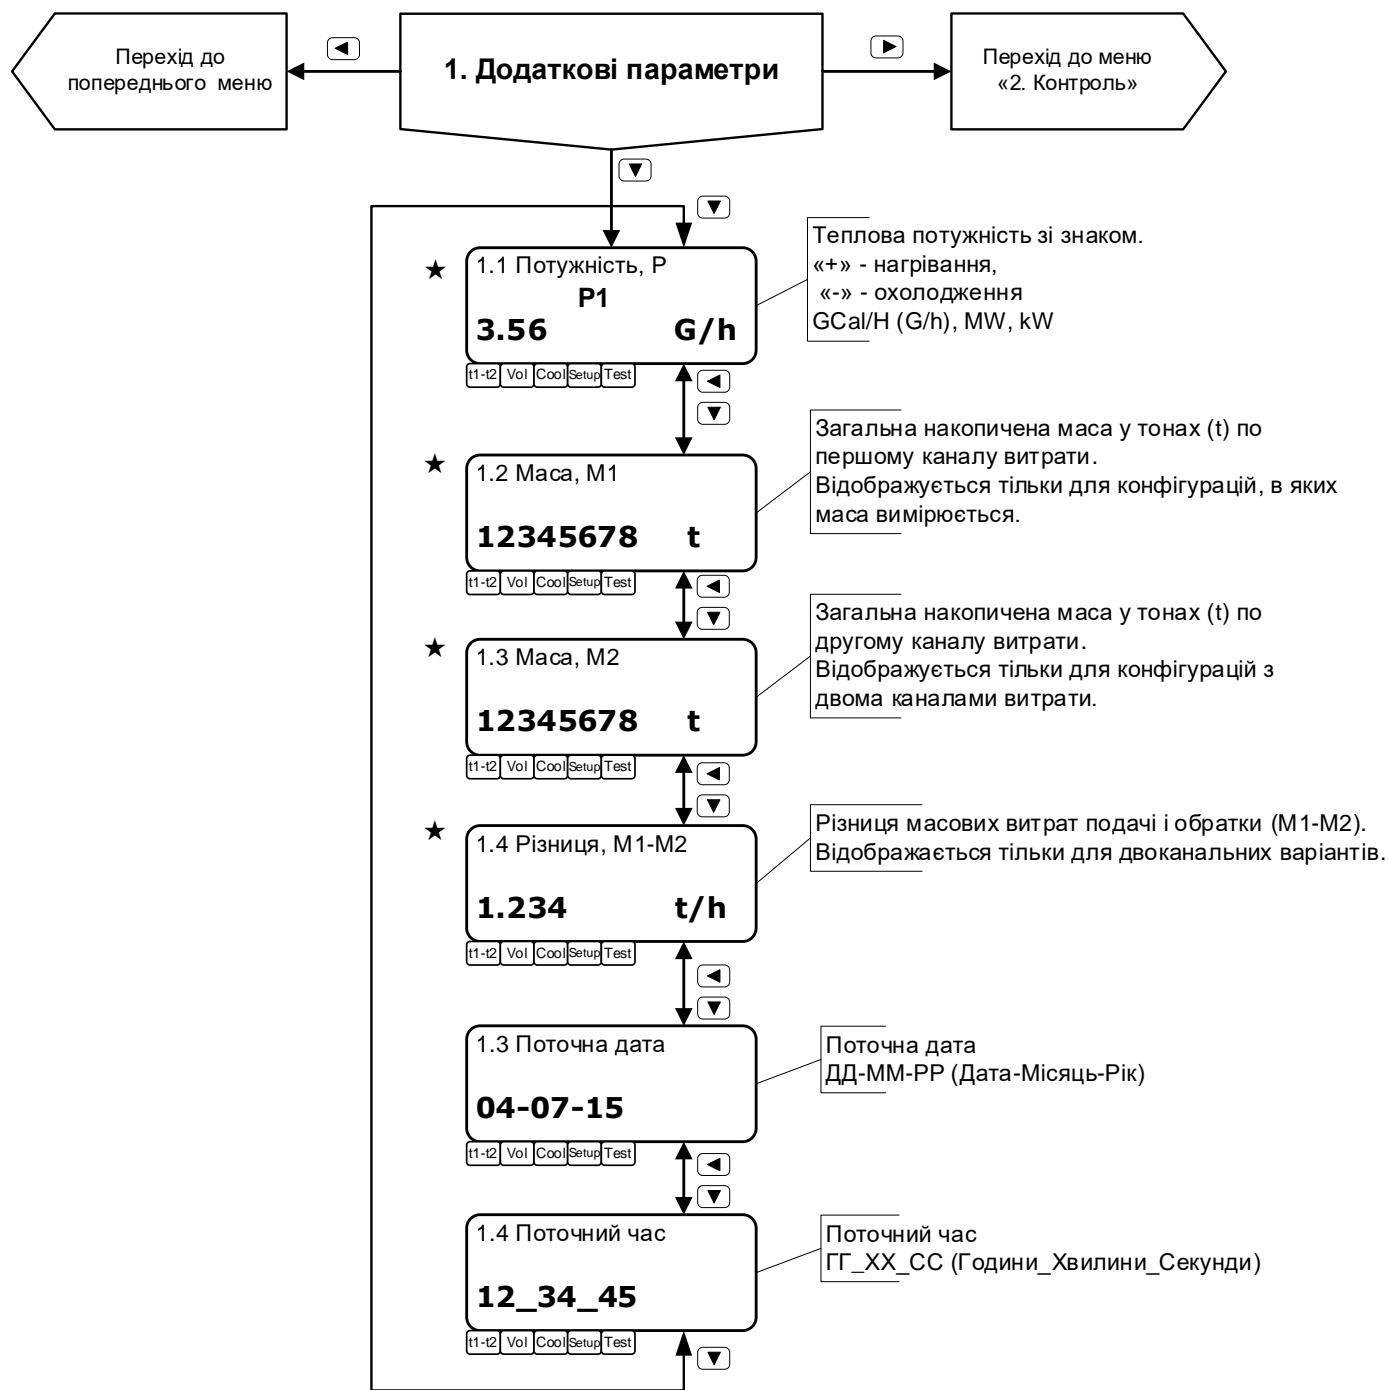 Перехід до
попереднього меню
1. Додаткові параметри
Перехід до меню
«2. Контроль»
1.1 Потужність, P
P1
3.56 G/h
t1-t2 Vol Cool Setup Test
Теплова потужність зі знаком.
«+» - нагрівання,
«-» - охолодження
GCal/H (G/h), MW, kW
1.2 Маса, М1
12345678 t
t1-t2 Vol Cool Setup Test
Загальна накопичена маса у тонах (t) по
першому каналу витрати.
Відображується тільки для конфігурацій, в яких
маса вимірюється.
1.3 Маса, М2
12345678 t
t1-t2 Vol Cool Setup Test
Загальна накопичена маса у тонах (t) по
другому каналу витрати.
Відображується тільки для конфігурацій з
двома каналами витрати.
1.4 Різниця, М1-М2
1.234 t/h
t1-t2 Vol Cool Setup Test
Різниця масових витрат подачі і обратки (М1-М2).
Відображається тільки для двоканальних варіантів.
1.3 Поточна дата
04-07-15
t1-t2 Vol Cool Setup Test
Поточна дата
ДД-ММ-РР (Дата-Місяць-Рік)
1.4 Поточний час
12_34_45
t1-t2 Vol Cool Setup Test
Поточний час
ГГ_ХХ_СС (Години_Хвилини_Секунди)